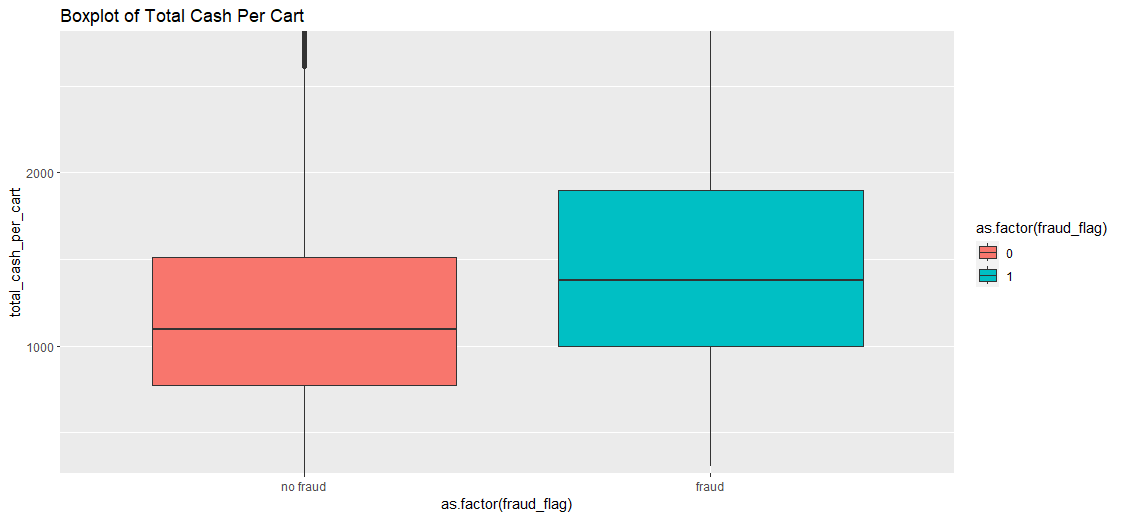 Boxplot of Total Cash Per Cart
total_cash_per_cart
2000
1000
no fraud
fraud
as.factor(fraud_flag)
as.factor(fraud_flag)
0
1